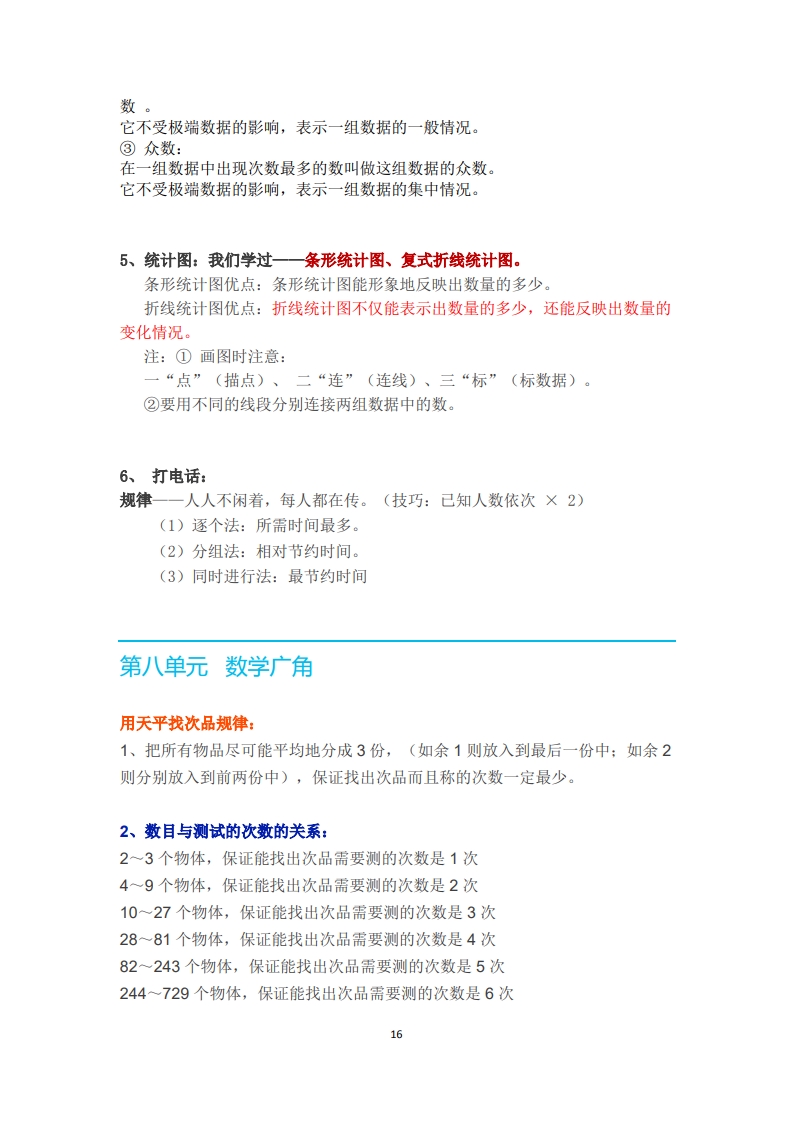 数 。
它不受极端数据的影响，表示一组数据的一般情况。
③ 众数：
在一组数据中出现次数最多的数叫做这组数据的众数。
它不受极端数据的影响，表示一组数据的集中情况。
5、统计图：我们学过——条形统计图、复式折线统计图。
条形统计图优点：条形统计图能形象地反映出数量的多少。
折线统计图优点：折线统计图不仅能表示出数量的多少，还能反映出数量的
变化情况。
注：① 画图时注意：
一“点”（描点）、 二“连”（连线）、三“标”（标数据）。
②要用不同的线段分别连接两组数据中的数。
6、 打电话：
规律——人人不闲着，每人都在传。（技巧：已知人数依次 × 2）
（1）逐个法：所需时间最多。
（2）分组法：相对节约时间。
（3）同时进行法：最节约时间
第八单元 数学广角
用天平找次品规律：
1、把所有物品尽可能平均地分成 3 份，（如余 1 则放入到最后一份中；如余 2
则分别放入到前两份中），保证找出次品而且称的次数一定最少。
2、数目与测试的次数的关系：
2～3 个物体，保证能找出次品需要测的次数是 1 次
4～9 个物体，保证能找出次品需要测的次数是 2 次
10～27 个物体，保证能找出次品需要测的次数是 3 次
28～81 个物体，保证能找出次品需要测的次数是 4 次
82～243 个物体，保证能找出次品需要测的次数是 5 次
244～729 个物体，保证能找出次品需要测的次数是 6 次
16